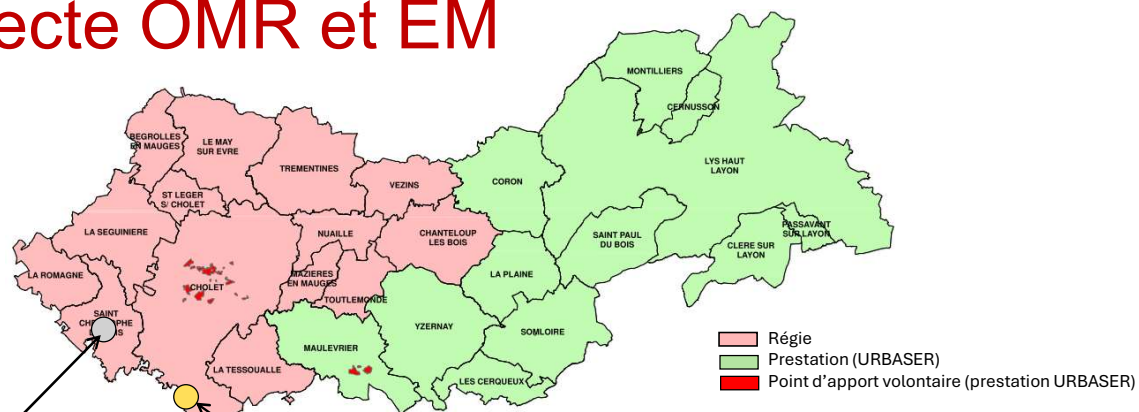 ecte OMR et EM
MONTILLIERS
CERNUSSON
BEGROLLES
EN MAUGES
LE MAY
SUR EVRE
TREMENTINES
LYS HAUT
LAYON
VEZINS
CORON
ST LEGER
S/ CHOLET
LA SEGUINIERE
NUAILLE
CHANTELOUP
LES BOIS
SAINT PAUL
DU BOIS
PASSAVANT
SUR LAYON
CLERE SUR
LAYON
LA ROMAGNE
CHOLET
MAZIERES
EN MAUGES
LA PLAINE
TOUTLEMONDE
SAINT
YZERNAY
SOMLOIRE
MAULEVRIER
LA TESSOUALLE
LES CERQUEUX
Régie
Prestation (URBASER)
Point d’apport volontaire (prestation URBASER)